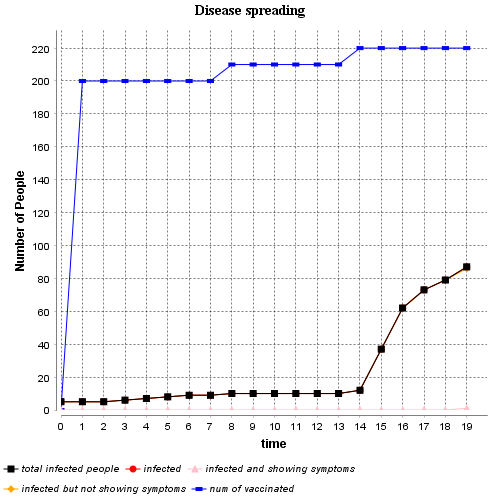 Disease spreading
Number of People
220
200
180
160
140
120
100
80
60
40
20
0
0 1 2 3 4 5 6 7 8 9 10 11 12 13 14 15 16 17 18 19
time
total infected people infected infected and showing symptoms
infected but not showing symptoms num of vaccinated